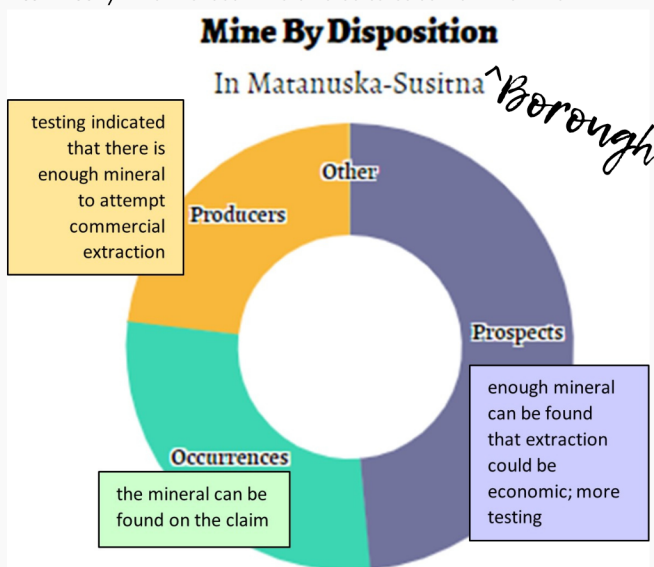 Mine By Disposition
In Matanuska-Susitna ^Borough
testing indicated
that there is
enough mineral
to attempt
commercial
extraction
Other
Producers
Prospects
enough mineral
can be found
that extraction
could be
economic; more
testing
Occurrences
the mineral can be
found on the claim